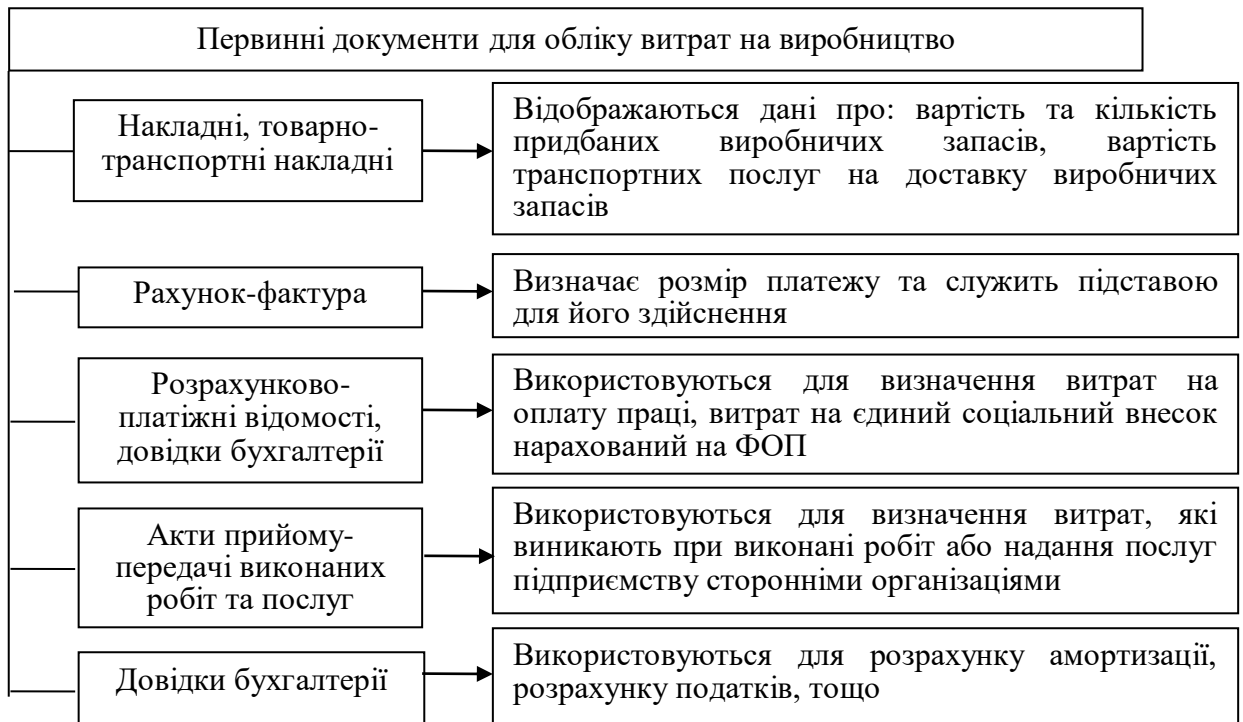 Первинні документи для обліку витрат на виробництво
Накладні, товарно-
транспортні накладні
Відображаються дані про: вартість та кількість
придбаних виробничих запасів, вартість
транспортних послуг на доставку виробничих
запасів
Рахунок-фактура
Визначає розмір платежу та служить підставою
для його здійснення
Розрахунково-
платіжні відомості,
довідки бухгалтерії
Використовуються для визначення витрат на
оплату праці, витрат на єдиний соціальний внесок
нарахований на ФОП
Акти прийому-
передачі виконаних
робіт та послуг
Використовуються для визначення витрат, які
виникають при виконані робіт або надання послуг
підприємству сторонніми організаціями
Довідки бухгалтерії
Використовуються для розрахунку амортизації,
розрахунку податків, тощо